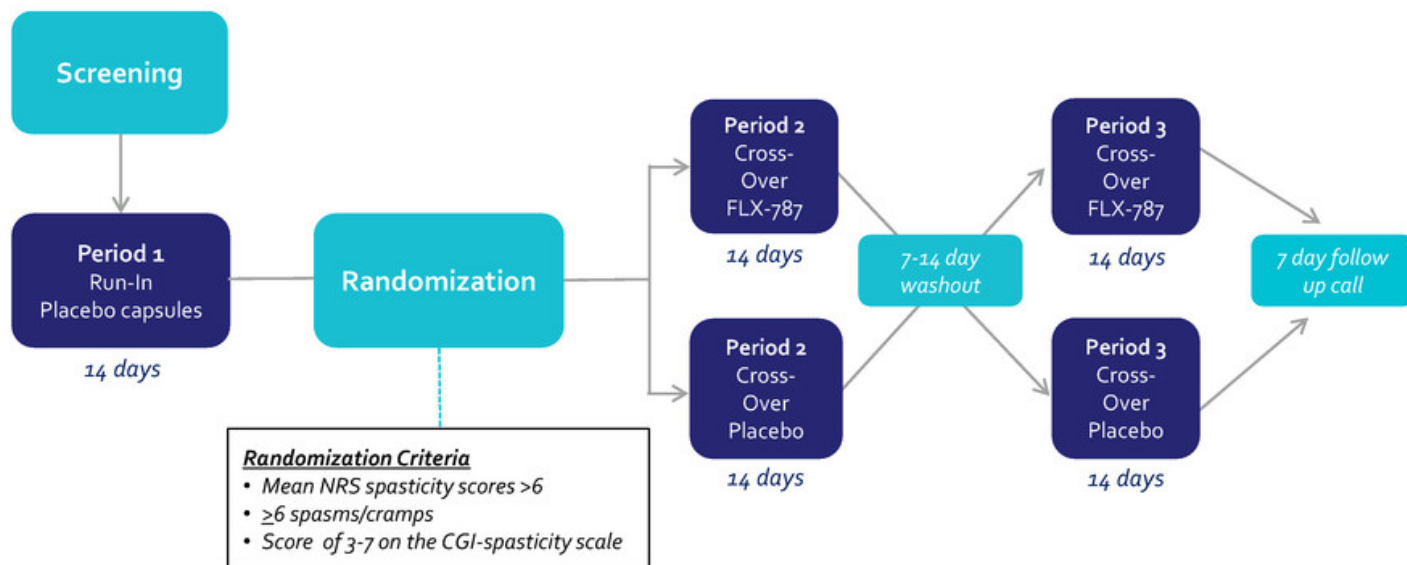 Screening
Period 1
Run-In
Placebo capsules
14 days
Randomization
Randomization Criteria
• Mean NRS spasticity scores >6
• ≥6 spasms/cramps
• Score of 3-7 on the CGI-spasticity scale
Period 2
Cross-
Over
FLX-787
14 days
Period 2
Cross-
Over
Placebo
14 days
7-14 day
washout
Period 3
Cross-
Over
FLX-787
14 days
Period 3
Cross-
Over
Placebo
14 days
7 day follow
up call